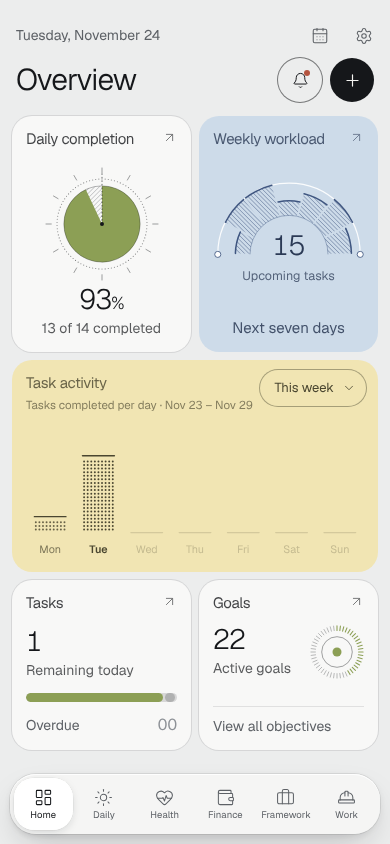 Tuesday, November 24
Overview
Daily completion
93%
13 of 14 completed
Weekly workload
15
Upcoming tasks
Next seven days
Task activity
Tasks completed per day · Nov 23 – Nov 29
This week
Mon
Tue
Wed
Thu
Fri
Sat
Sun
Tasks
1
Remaining today
Overdue
00
Goals
22
Active goals
View all objectives
Home
Daily
Health
Finance
Framework
Work